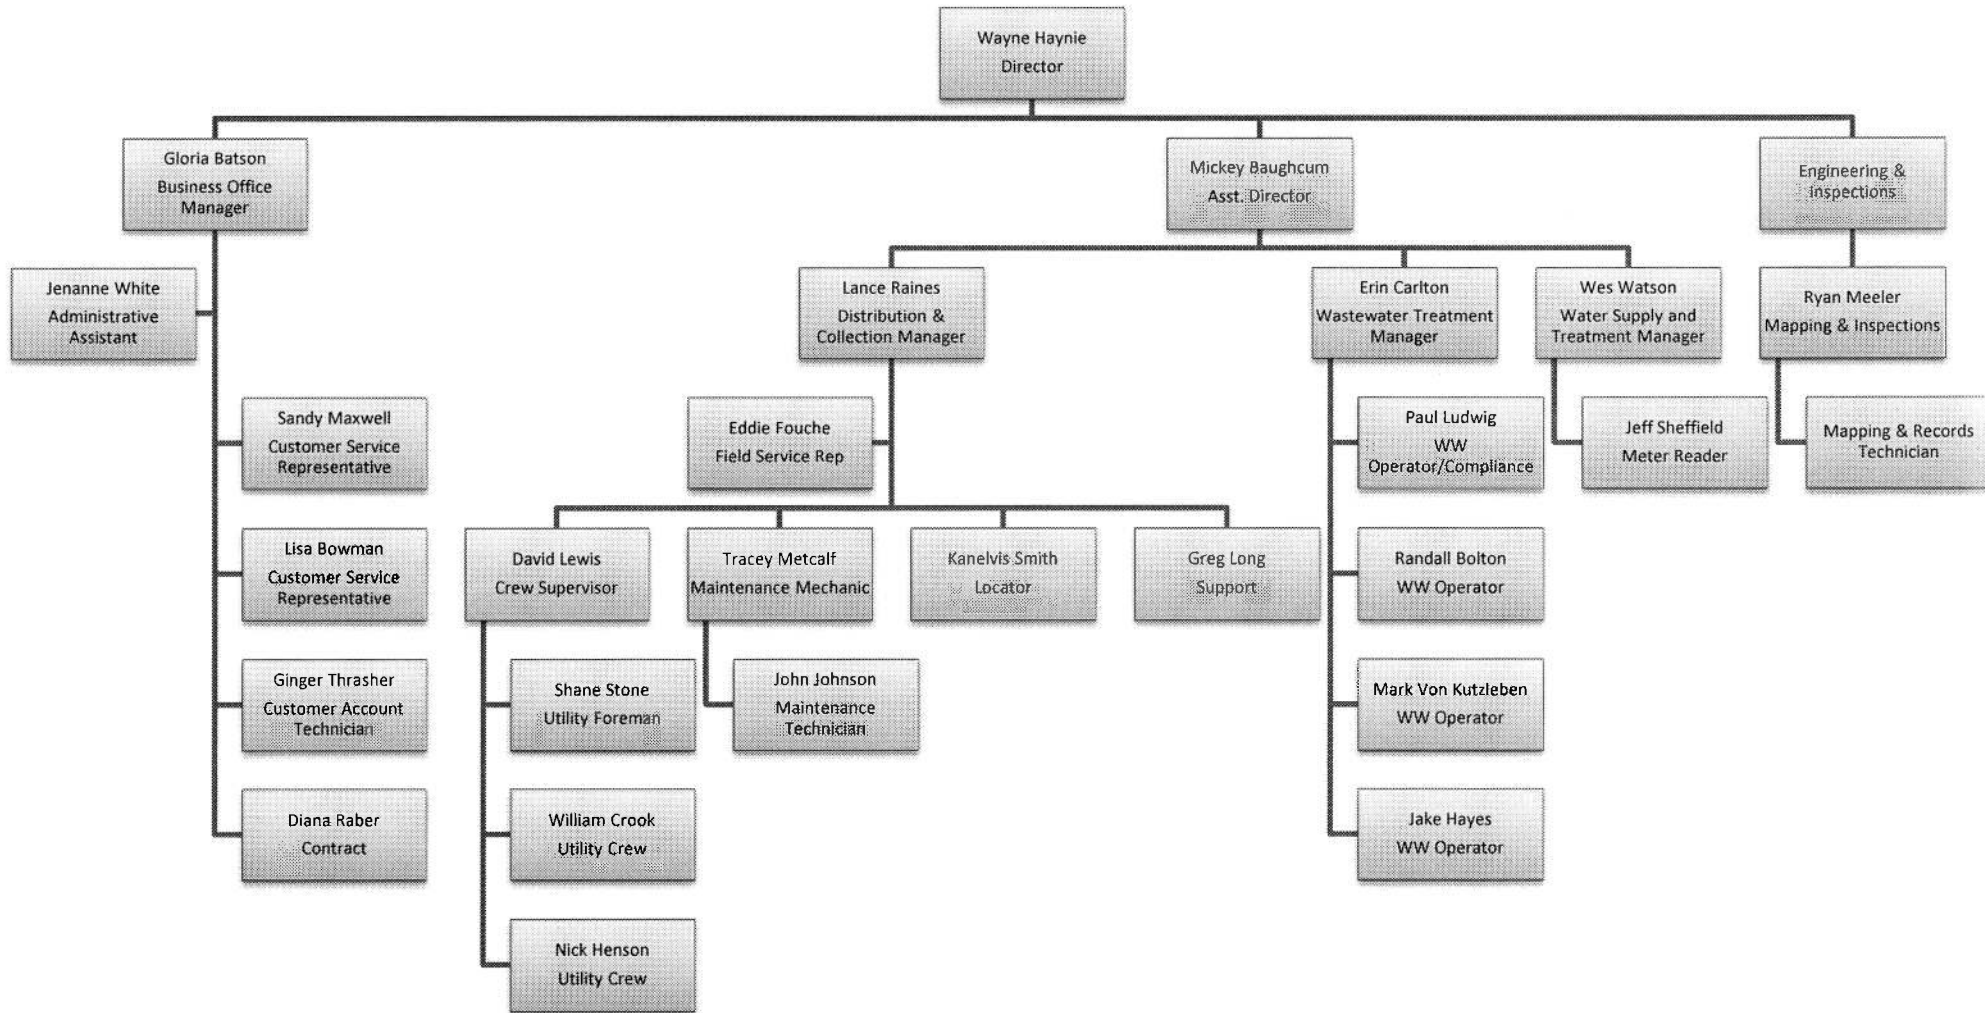 Wayne Haynie
Director
Gloria Batson
Business Office
Manager
Mickey Baughcum
Asst. Director
Engineering &
Inspections
Jenanne White
Administrative
Assistant
Lance Raines
Distribution &
Collection Manager
Erin Carlton
Wastewater Treatment
Manager
Wes Watson
Water Supply and
Treatment Manager
Ryan Meeler
Mapping & Inspections
Sandy Maxwell
Customer Service
Representative
Eddie Fouche
Field Service Rep
Paul Ludwig
WW
Operator/Compliance
Jeff Sheffield
Meter Reader
Mapping & Records
Technician
Lisa Bowman
Customer Service
Representative
David Lewis
Crew Supervisor
Tracey Metcalf
Maintenance Mechanic
Kanelvis Smith
Locator
Greg Long
Support
Randall Bolton
WW Operator
Ginger Thrasher
Customer Account
Technician
Shane Stone
Utility Foreman
John Johnson
Maintenance
Technician
Mark Von Kutzleben
WW Operator
Diana Raber
Contract
William Crook
Utility Crew
Jake Hayes
WW Operator
Nick Henson
Utility Crew